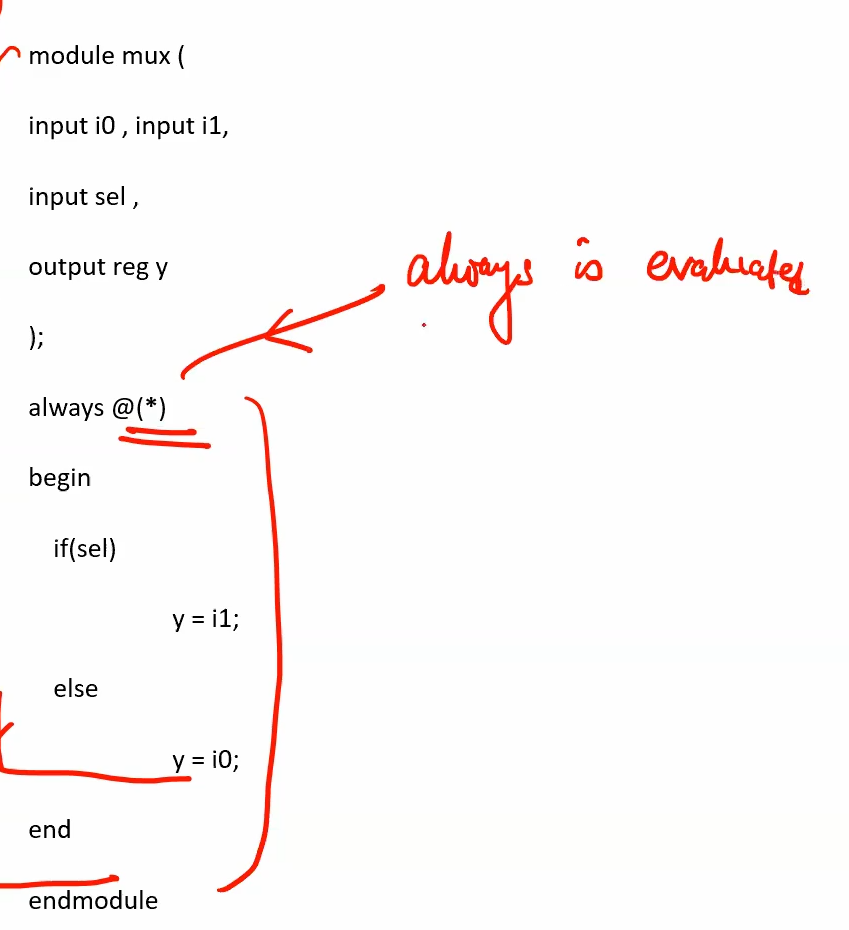 module mux (
input i0 , input i1,
input sel ,
output reg y
always is evaluates
);
always @(*)
begin
if(sel)
y = i1;
else
y = i0;
end
endmodule